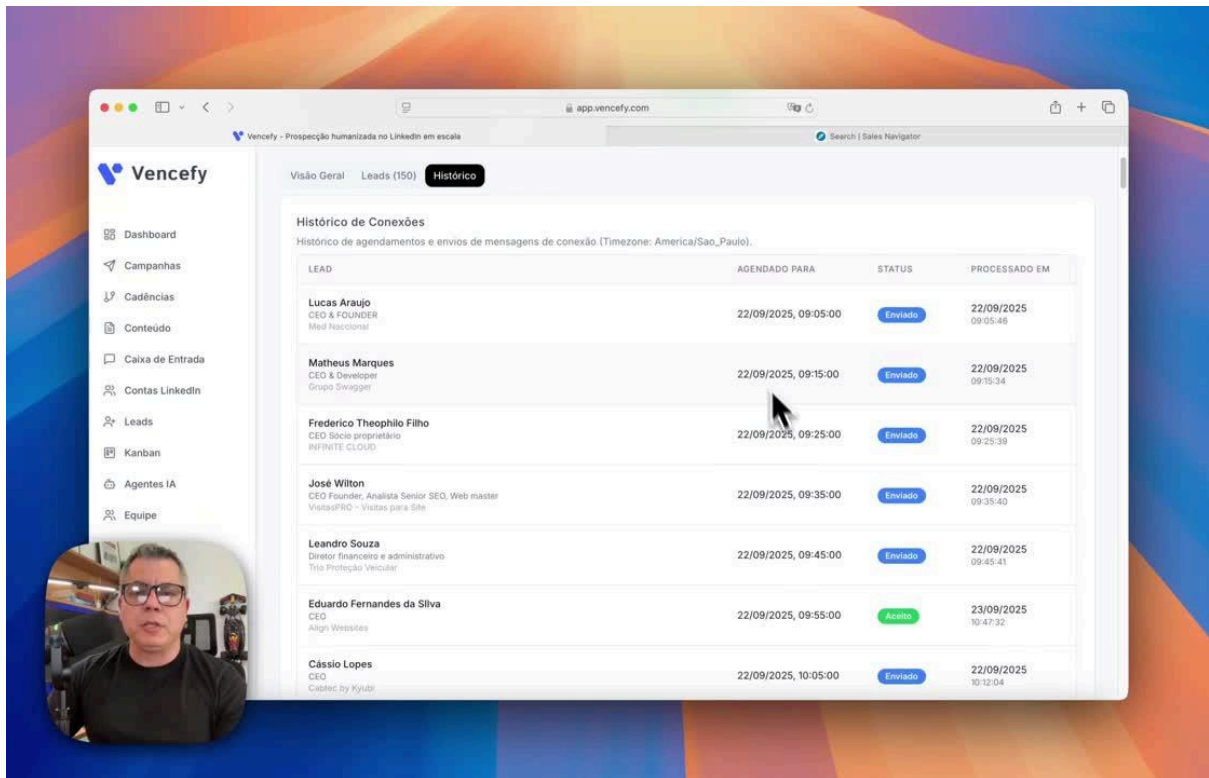 app.vencefy.com
Vencefy - Prospecção humanizada no LinkedIn em escala
Search | Sales Navigator
Vencefy
Visão Geral Leads (150) Histórico
Dashboard
Campanhas
Cadências
Conteúdo
Caixa de Entrada
Contas LinkedIn
Leads
Kanban
Agentes IA
Equipe
Histórico de Conexões
Histórico de agendamentos e envios de mensagens de conexão (Timezone: America/Sao_Paulo).
LEAD AGENDADO PARA STATUS PROCESSADO EM
Lucas Araujo
CEO & FOUNDER
Med Naccional
22/09/2025, 09:05:00 Enviado 22/09/2025
09:05:46
Matheus Marques
CEO & Developer
Grupo Swagger
22/09/2025, 09:15:00 Enviado 22/09/2025
09:15:34
Frederico Theophilo Filho
CEO Sócio proprietário
INFINITE CLOUD
22/09/2025, 09:25:00 Enviado 22/09/2025
09:25:39
José Wilton
CEO Founder, Analista Senior SEO, Web master
VisitasPRO - Visitas para Site
22/09/2025, 09:35:00 Enviado 22/09/2025
09:35:40
Leandro Souza
Diretor financeiro e administrativo
Trio Proteção Veicular
22/09/2025, 09:45:00 Enviado 22/09/2025
09:45:41
Eduardo Fernandes da SIlva
CEO
Align Websites
22/09/2025, 09:55:00 Aceito 23/09/2025
10:47:32
Cássio Lopes
CEO
Cabtec by Kyubi
22/09/2025, 10:05:00 Enviado 22/09/2025
10:12:04